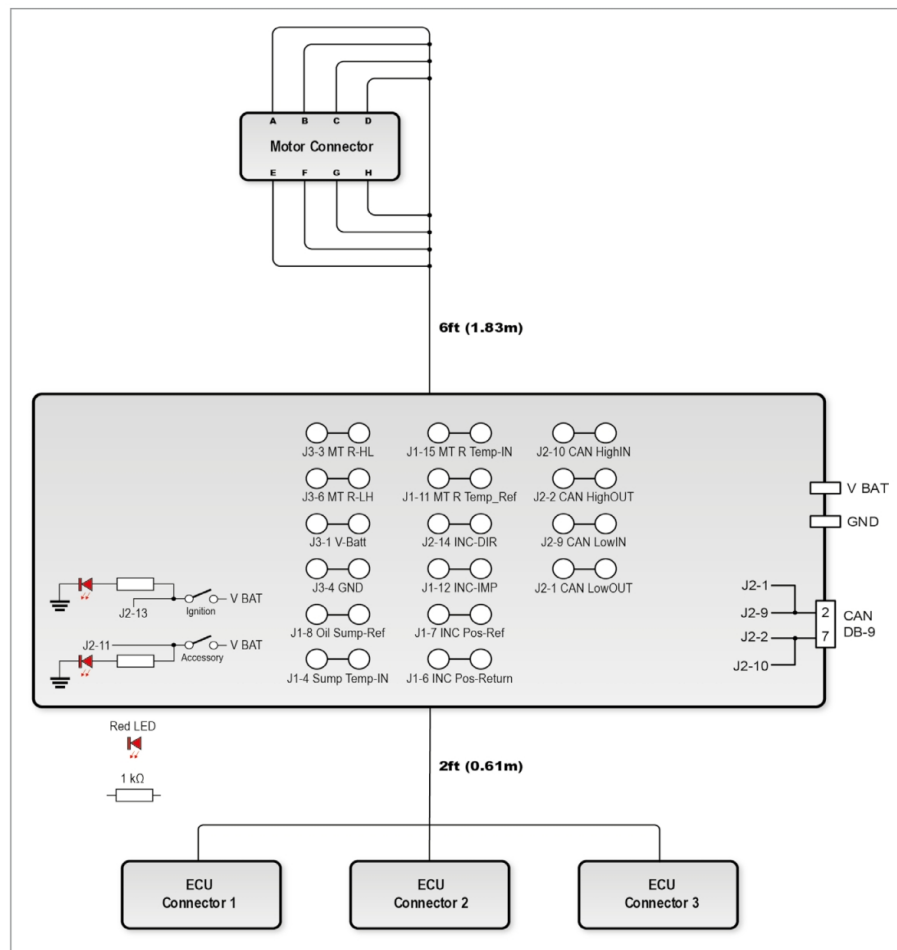 A B C D
Motor Connector
E F G H
6ft (1.83m)
J3-3 MT R-HL
J1-15 MT R Temp-IN
J2-10 CAN HighIN
J3-6 MT R-LH
J1-11 MT R Temp_Ref
J2-2 CAN HighOUT
V BAT
J3-1 V-Batt
J2-14 INC-DIR
J2-9 CAN LowIN
GND
J3-4 GND
J1-12 INC-IMP
J2-1 CAN LowOUT
J2-13
Ignition
V BAT
J1-8 Oil Sump-Ref
J1-7 INC Pos-Ref
J2-11
Accessory
V BAT
J1-4 Sump Temp-IN
J1-6 INC Pos-Return
J2-1
J2-9
J2-2
J2-10
2
7
CAN
DB-9
Red LED
1 kΩ
2ft (0.61m)
ECU
Connector 1
ECU
Connector 2
ECU
Connector 3